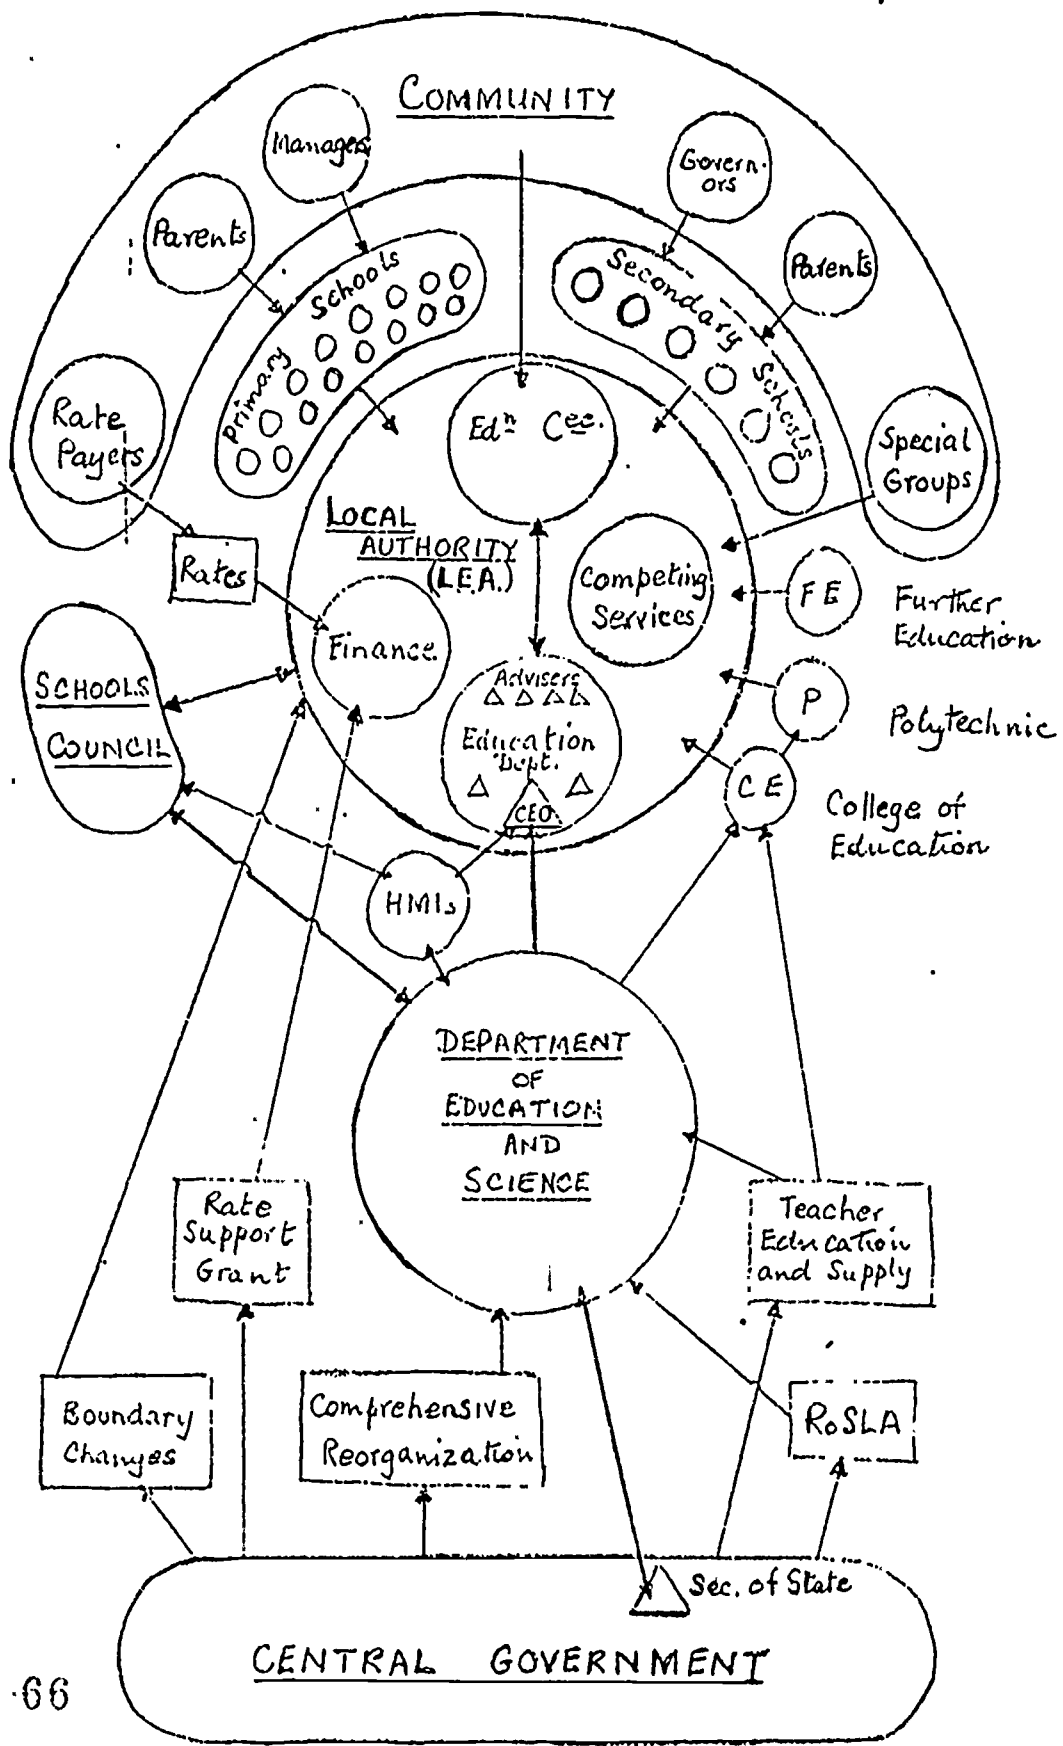 COMMUNITY
Managers
Govern-
ors
Parents
Parents
Primary Schools
Secondary Schools
Rate
Payers
Edn Cee.
Special
Groups
LOCAL
AUTHORITY
(L.E.A.)
Rates
Competing
Services
FE
Further
Education
Finance
SCHOOLS
COUNCIL
Advisers
Education
Dept.
CEO
P
Polytechnic
CE
College of
Education
HMIs
DEPARTMENT
OF
EDUCATION
AND
SCIENCE
Rate
Support
Grant
Teacher
Education
and Supply
Boundary
Changes
Comprehensive
Reorganization
RoSLA
Sec. of State
CENTRAL GOVERNMENT
66